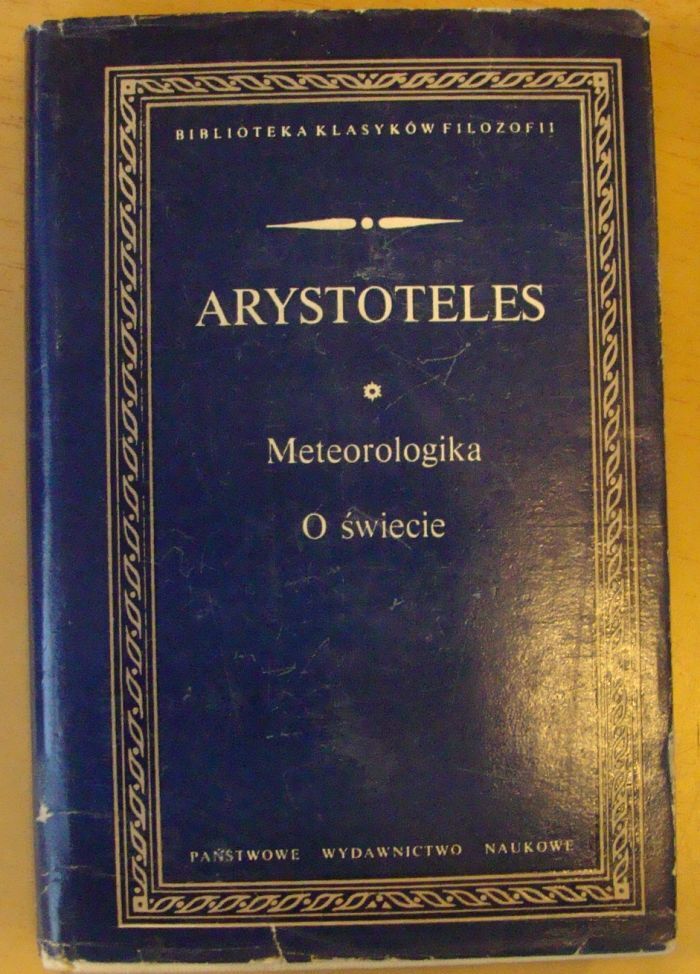 BIBLIOTEKA KLASYKÓW FILOZOFII
ARYSTOTELES
Meteorologika
O świecie
PAŃSTWOWE WYDAWNICTWO NAUKOWE